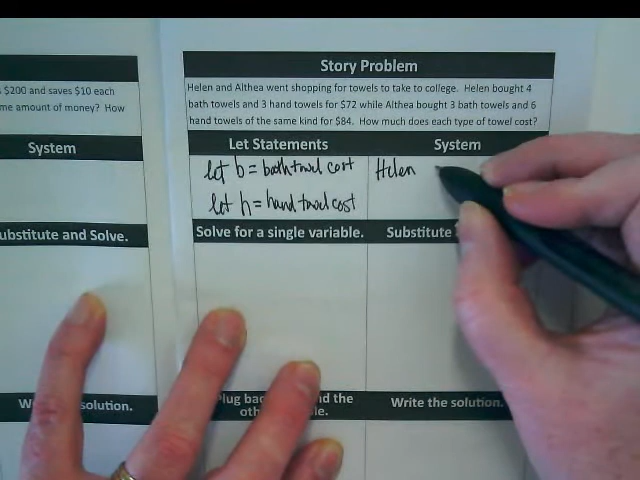 Story Problem
$200 and saves $10 each
me amount of money? How
Helen and Althea went shopping for towels to take to college. Helen bought 4
bath towels and 3 hand towels for $72 while Althea bought 3 bath towels and 6
hand towels of the same kind for $84. How much does each type of towel cost?
System
Let Statements
System
let b = bath towel cost
Helen
let h = hand towel cost
ubstitute and Solve.
Solve for a single variable.
Substitute
solution.
Plug
nd the
Write the solution.